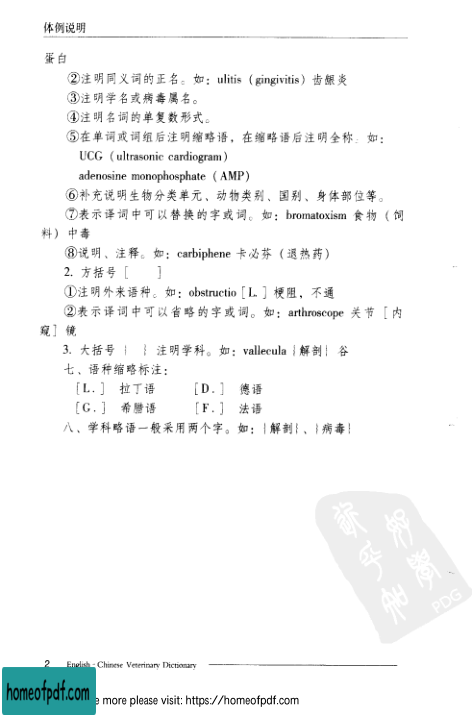 体例说明
蛋白
②注明同义词的正名。如：ulitis (gingivitis) 齿龈炎
③注明学名或病毒属名。
④注明名词的单复数形式。
⑤在单词或词组后注明缩略语，在缩略语后注明全称．如：
UCG (ultrasonic cardiogram)
adenosine monophosphate (AMP)
⑥补充说明生物分类单元、动物类别、国别、身体部位等。
⑦表示译词中可以替换的字或词。如：bromatoxism 食物 (饲
料) 中毒
⑧说明、注释。如：carbiphene 卡必芬 (退热药)
2. 方括号 [ ]
①注明外来语种。如：obstructio [L.] 梗阻，不通
②表示译词中可以省略的字或词。如：arthroscope 关节 [内
窥] 镜
3. 大括号 { } 注明学科。如：vallecula {解剖} 谷
七、语种缩略标注：
[L.] 拉丁语 [D.] 德语
[G.] 希腊语 [F.] 法语
八、学科略语一般采用两个字。如：{解剖}、{病毒}
PDG
2 English - Chinese Veterinary Dictionary
homeofpdf.com
e more please visit: https://homeofpdf.com